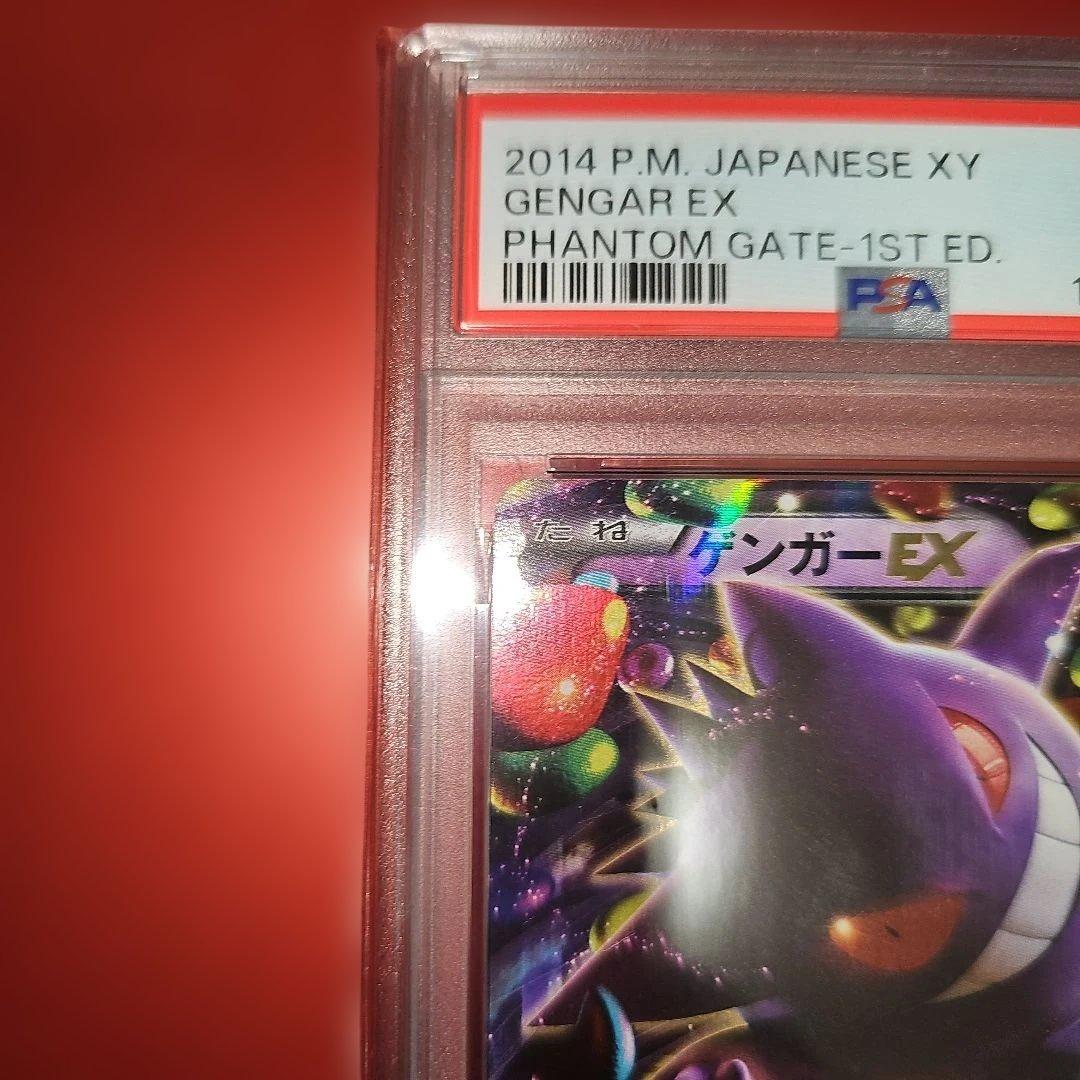 2014 P.M. JAPANESE XY
GENGAR EX
PHANTOM GATE-1ST ED.
PSA
たね
ゲンガーEX